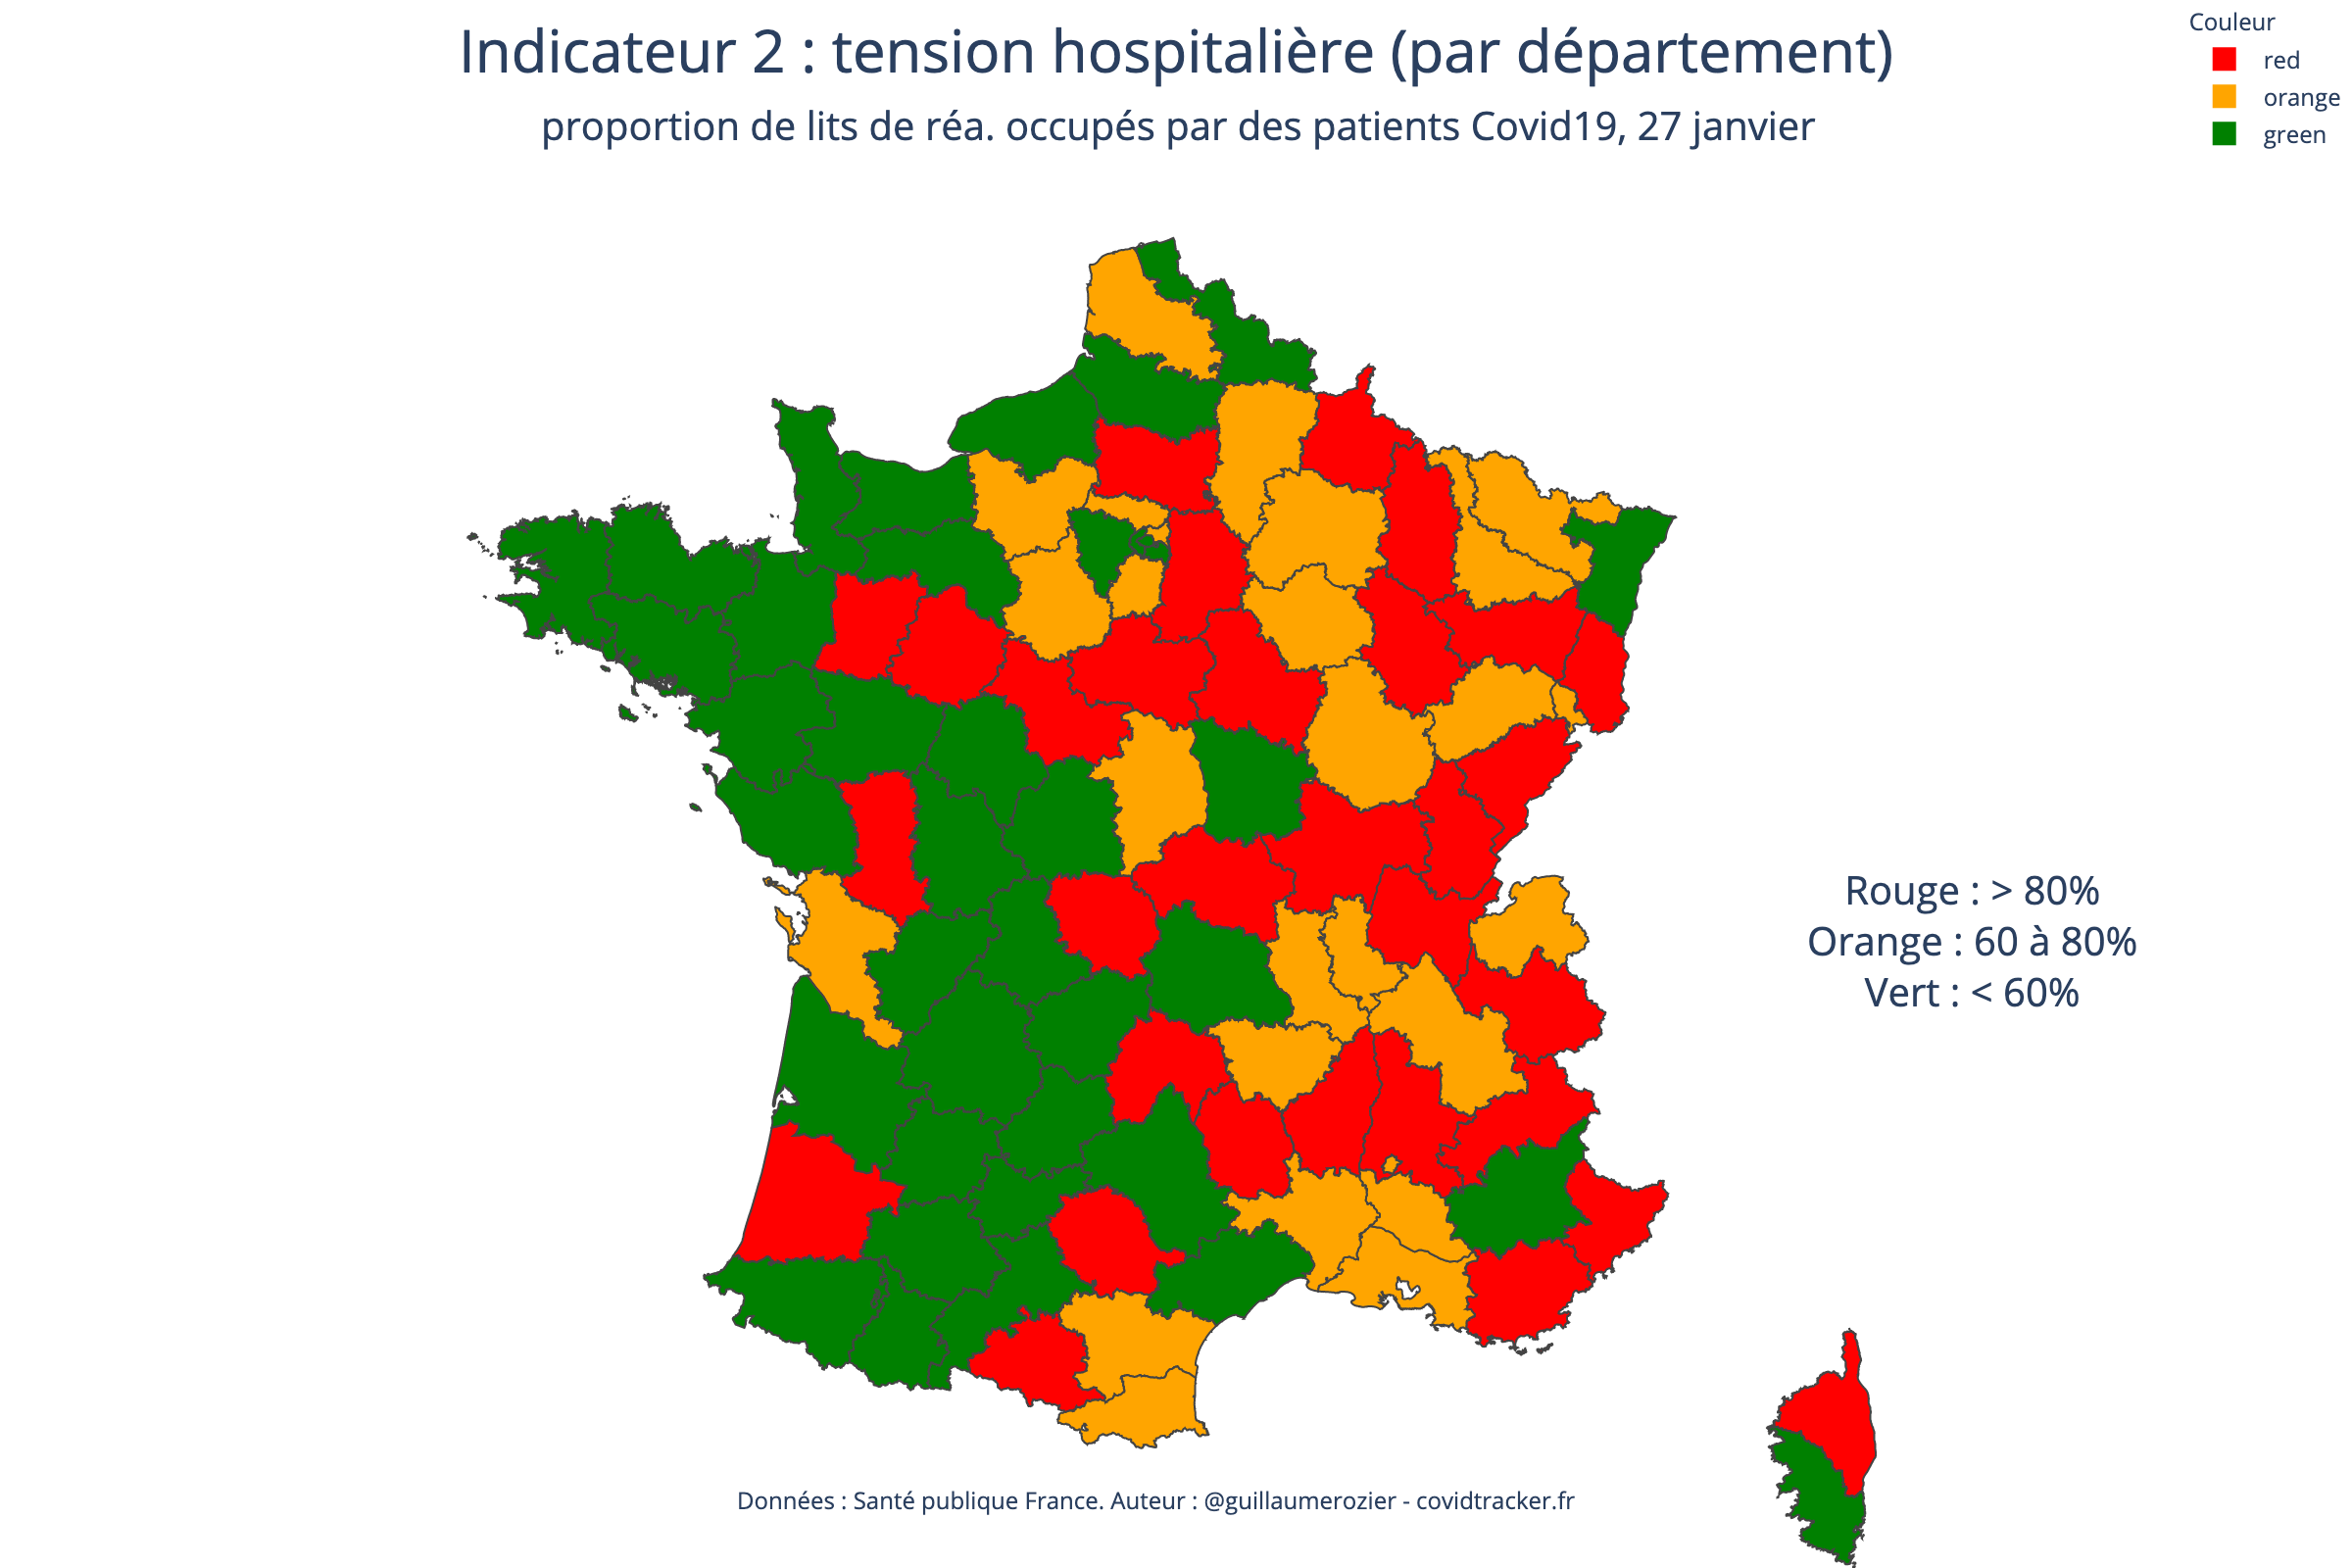 Indicateur 2 : tension hospitalière (par département)
proportion de lits de réa. occupés par des patients Covid19, 27 janvier
Couleur
red
orange
green
Rouge : > 80%
Orange : 60 à 80%
Vert : < 60%
Données : Santé publique France. Auteur : @guillaumerozier - covidtracker.fr